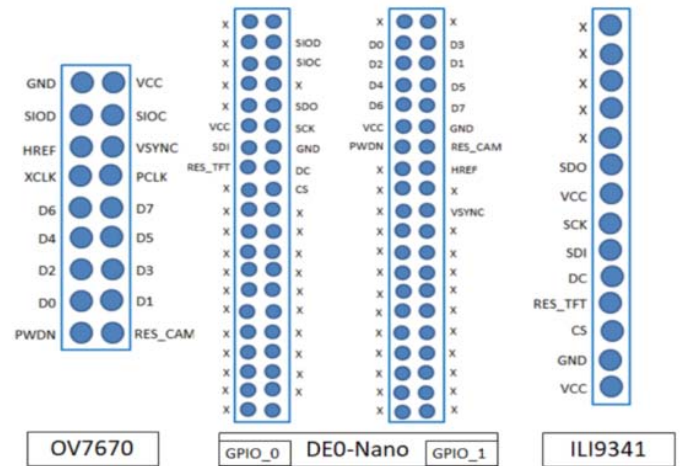 GND VCC
SIOD SIOC
HREF VSYNC
XCLK PCLK
D6 D7
D4 D5
D2 D3
D0 D1
PWDN RES_CAM
OV7670
X
X SIOD
X SIOC
X X
X SDO
VCC SCK
SDI GND
RES_TFT DC
X CS
X X
X X
X X
X X
X X
X X
X X
X X
X X
X X
X
X X
D0 D3
D2 D1
D4 D5
D6 D7
VCC GND
PWDN RES_CAM
X HREF
X X
X VSYNC
X X
X X
X X
X X
X X
X X
X X
X X
X X
X X
GPIO_0 DE0-Nano GPIO_1
X
X
X
X
X
SDO
VCC
SCK
SDI
DC
RES_TFT
CS
GND
VCC
ILI9341